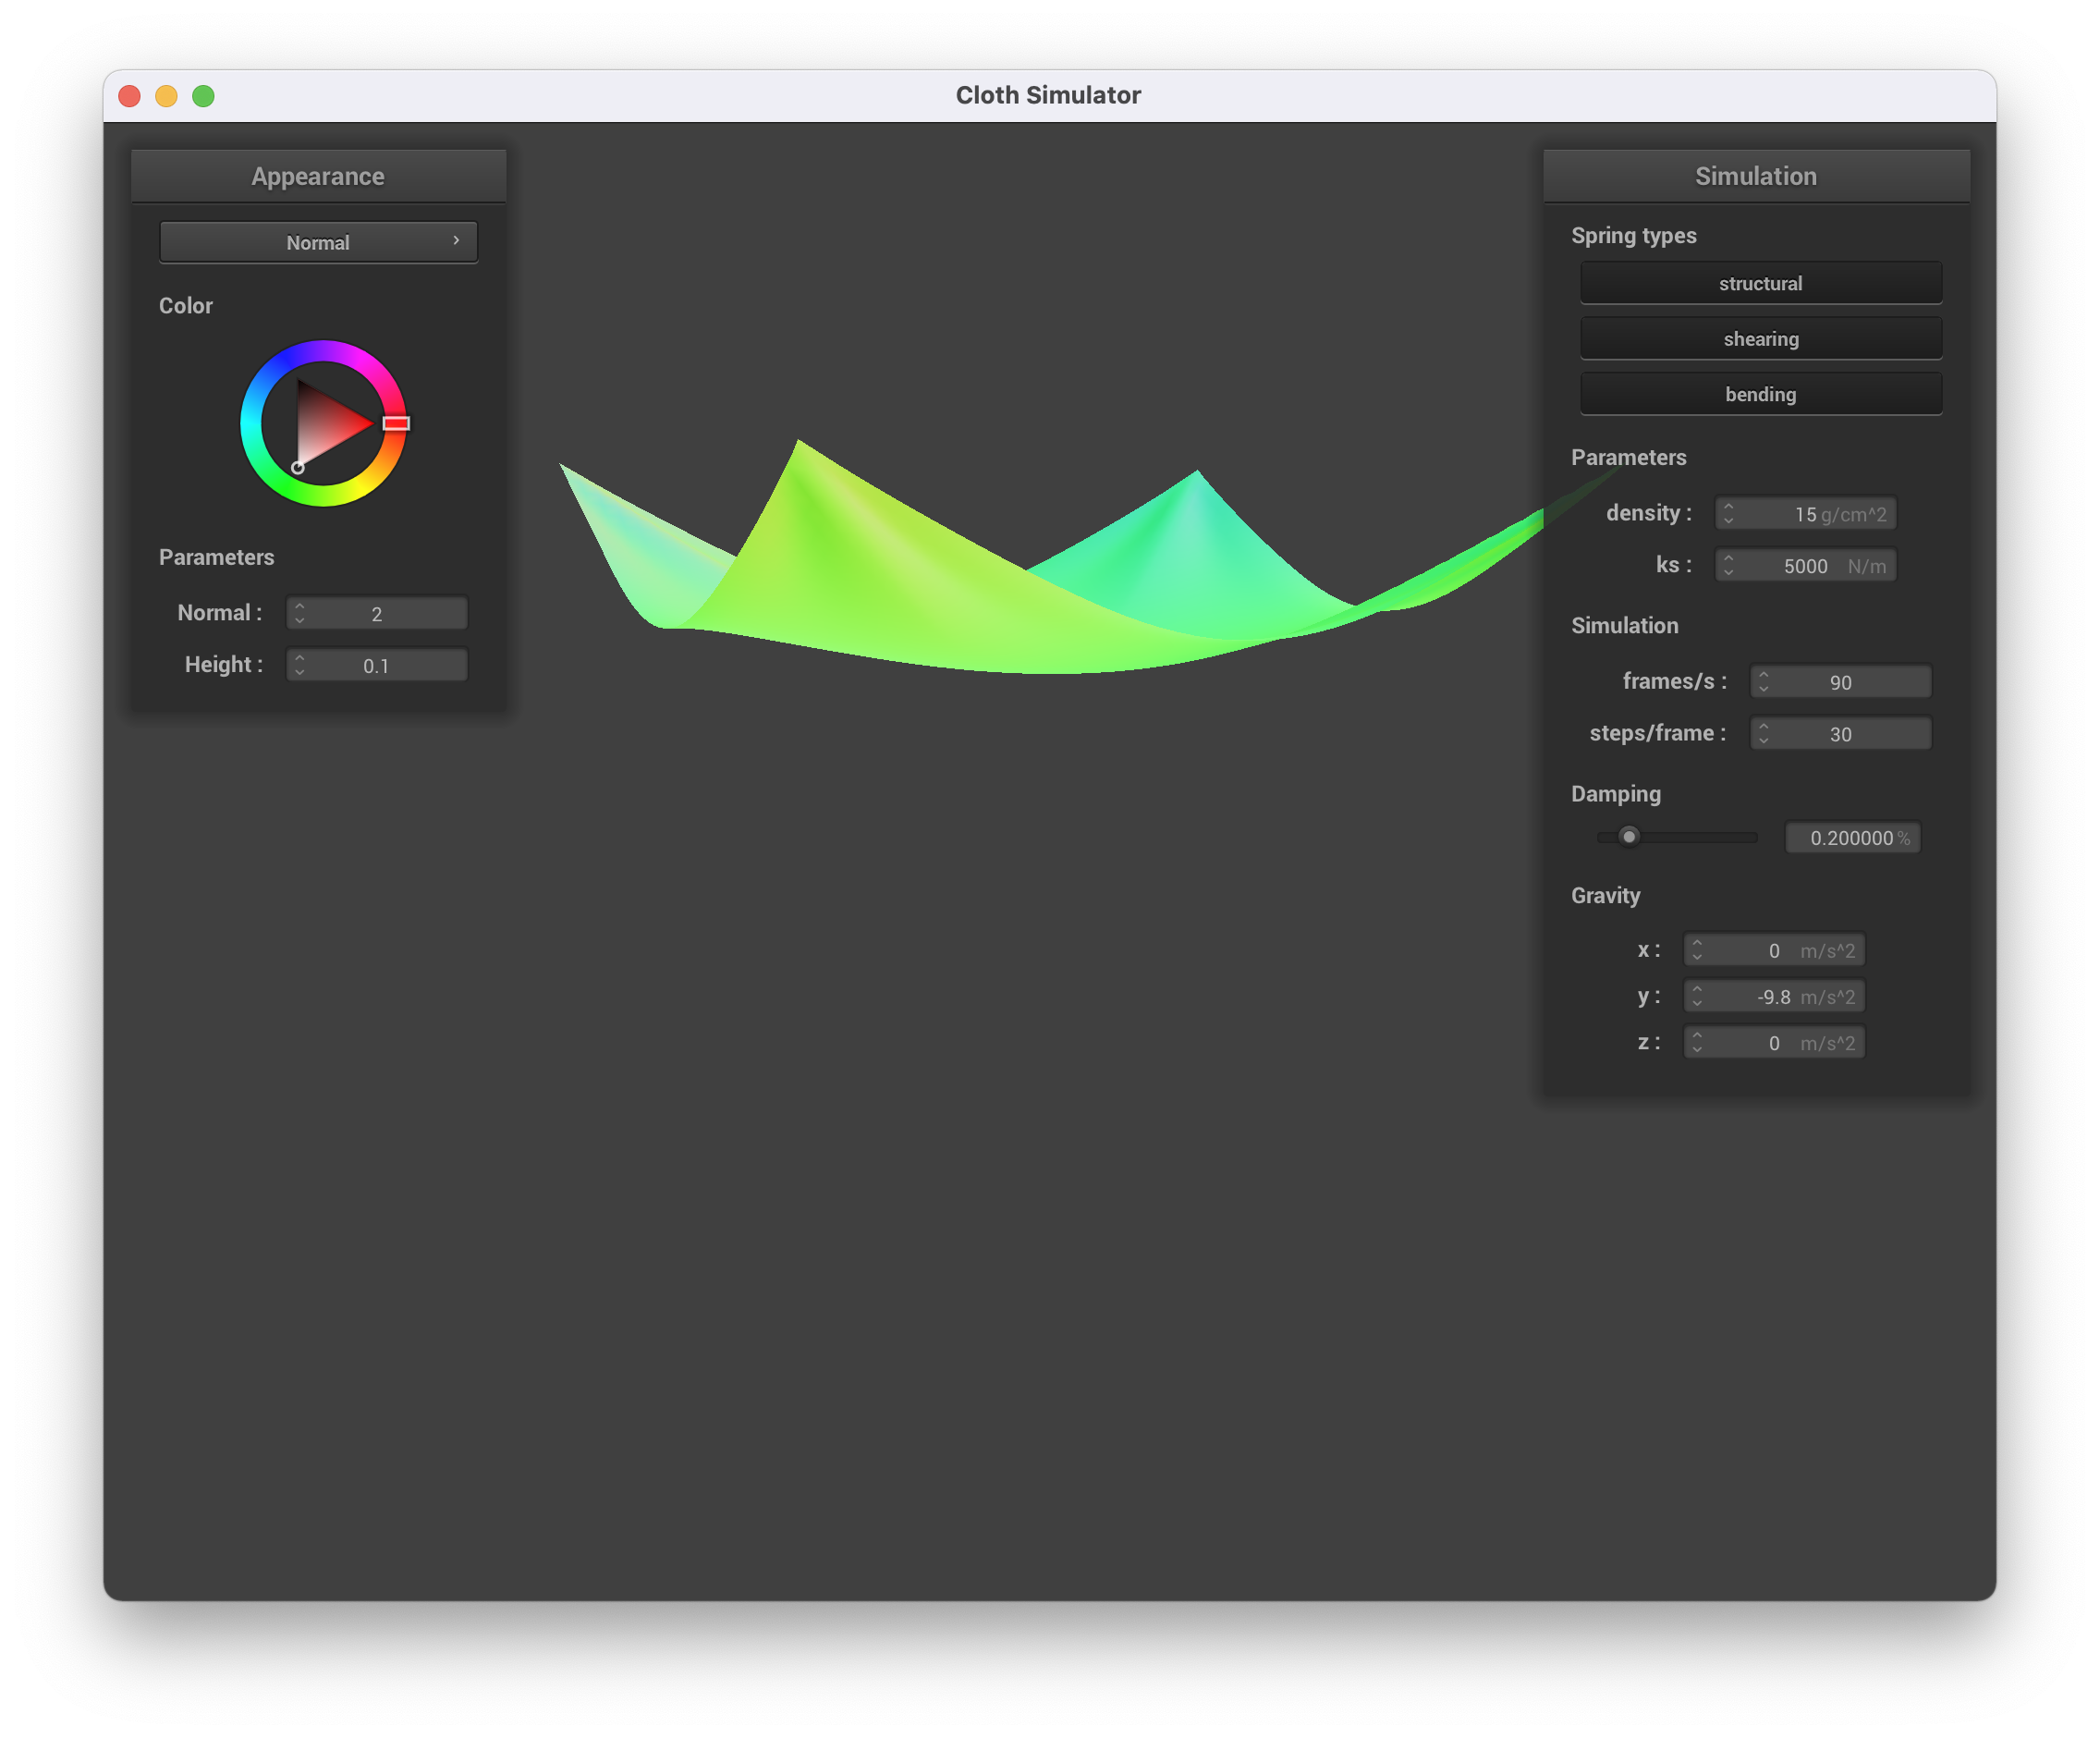 Cloth Simulator
Appearance
Normal
Color
Parameters
Normal : 2
Height : 0.1
Simulation
Spring types
structural
shearing
bending
Parameters
density : 15 g/cm^2
ks : 5000 N/m
Simulation
frames/s : 90
steps/frame : 30
Damping
0.200000 %
Gravity
x : 0 m/s^2
y : -9.8 m/s^2
z : 0 m/s^2